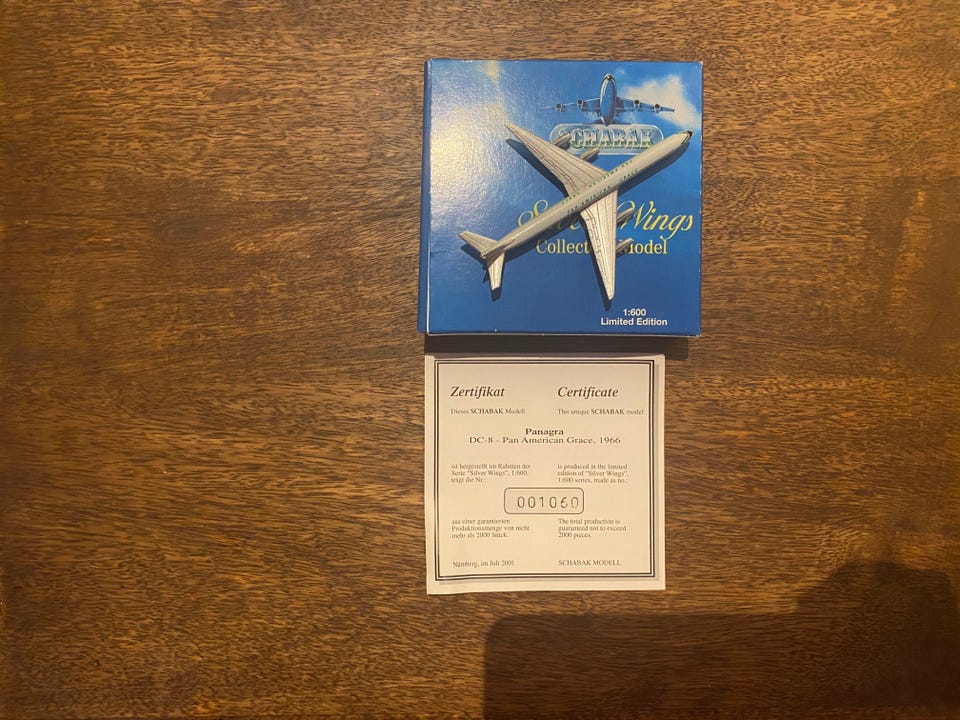 SCHABAK
Wings
Collect Model
1:600
Limited Edition
PAN AMERICAN
Zertifikat Certificate
Dieses SCHABAK Modell This unique SCHABAK model
Panagra
DC-8 - Pan American Grace, 1966
ist hergestellt im Rahmen der
Serie "Silver Wings", 1:600,
trägt die Nr.:
is produced in the limited
edition of "Silver Wings",
1:600 series, made as no.:
001060
aus einer garantierten
Produktionsmenge von nicht
mehr als 2000 Stück.
The total production is
guaranteed not to exceed
2000 pieces.
Nürnberg, im Juli 2001 SCHABAK MODELL